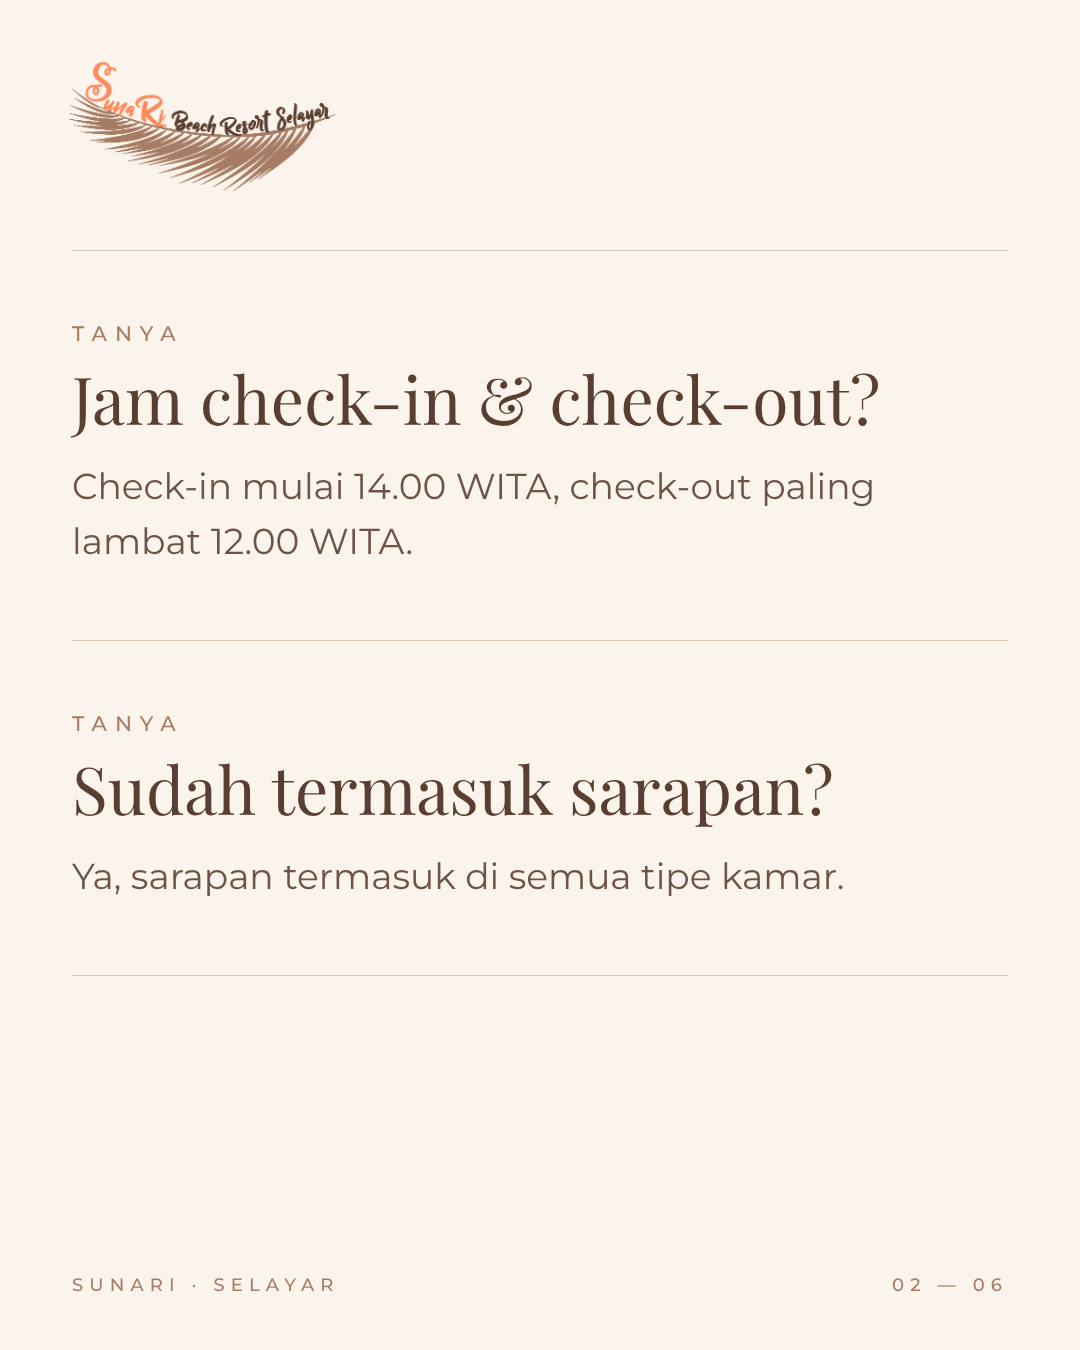 SunaRi Beach Resort Selayar
TANYA
Jam check-in & check-out?
Check-in mulai 14.00 WITA, check-out paling
lambat 12.00 WITA.
TANYA
Sudah termasuk sarapan?
Ya, sarapan termasuk di semua tipe kamar.
SUNARI · SELAYAR
02 — 06